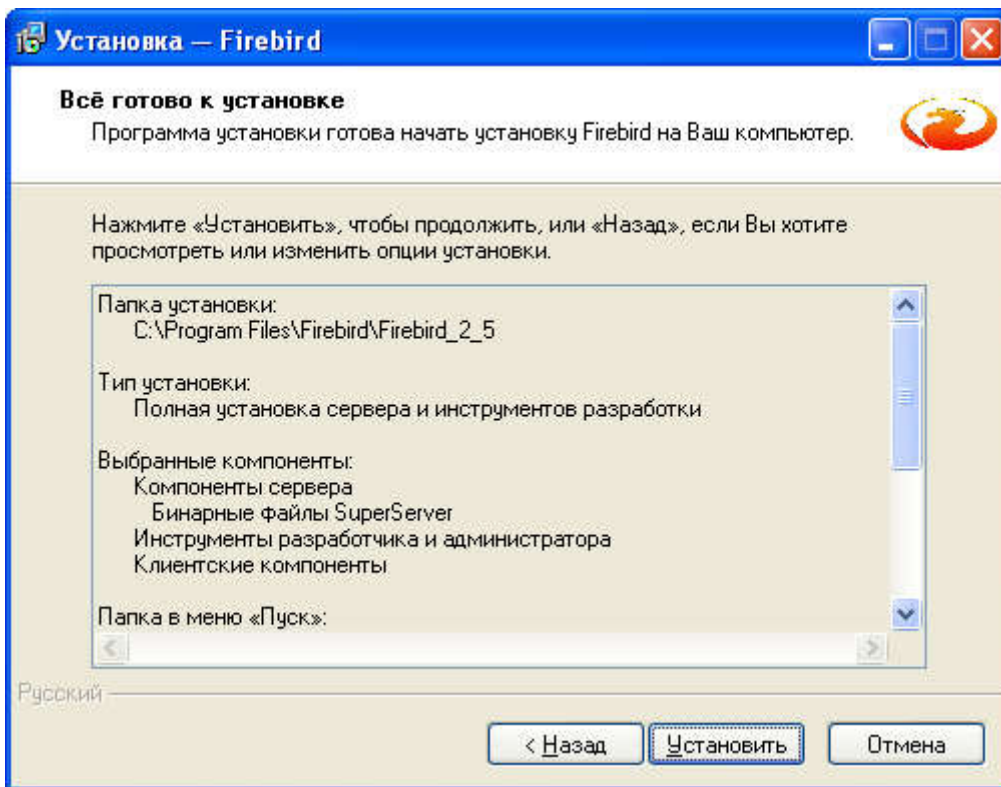 Установка — Firebird
Всё готово к установке
Программа установки готова начать установку Firebird на Ваш компьютер.
Нажмите «Установить», чтобы продолжить, или «Назад», если Вы хотите
просмотреть или изменить опции установки.
Папка установки:
C:\Program Files\Firebird\Firebird_2_5
Тип установки:
Полная установка сервера и инструментов разработки
Выбранные компоненты:
Компоненты сервера
Бинарные файлы SuperServer
Инструменты разработчика и администратора
Клиентские компоненты
Папка в меню «Пуск»:
Русский
< Назад Установить Отмена